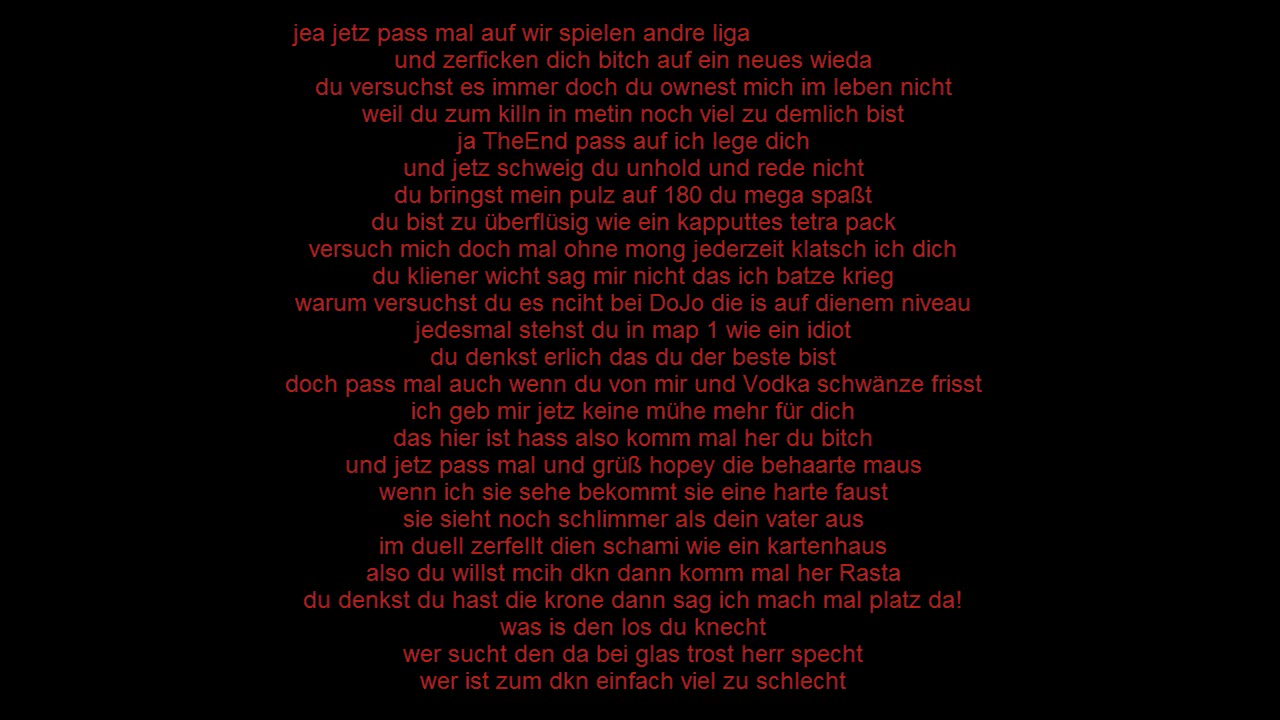 jea jetz pass mal auf wir spielen andre liga
und zerficken dich bitch auf ein neues wieda
du versuchst es immer doch du ownest mich im leben nicht
weil du zum killn in metin noch viel zu demlich bist
ja TheEnd pass auf ich lege dich
und jetz schweig du unhold und rede nicht
du bringst mein pulz auf 180 du mega spaßt
du bist zu überflüsig wie ein kapputtes tetra pack
versuch mich doch mal ohne mong jederzeit klatsch ich dich
du kliener wicht sag mir nicht das ich batze krieg
warum versuchst du es nciht bei DoJo die is auf dienem niveau
jedesmal stehst du in map 1 wie ein idiot
du denkst erlich das du der beste bist
doch pass mal auch wenn du von mir und Vodka schwänze frisst
ich geb mir jetz keine mühe mehr für dich
das hier ist hass also komm mal her du bitch
und jetz pass mal und grüß hopey die behaarte maus
wenn ich sie sehe bekommt sie eine harte faust
sie sieht noch schlimmer als dein vater aus
im duell zerfellt dien schami wie ein kartenhaus
also du willst mcih dkn dann komm mal her Rasta
du denkst du hast die krone dann sag ich mach mal platz da!
was is den los du knecht
wer sucht den da bei glas trost herr specht
wer ist zum dkn einfach viel zu schlecht